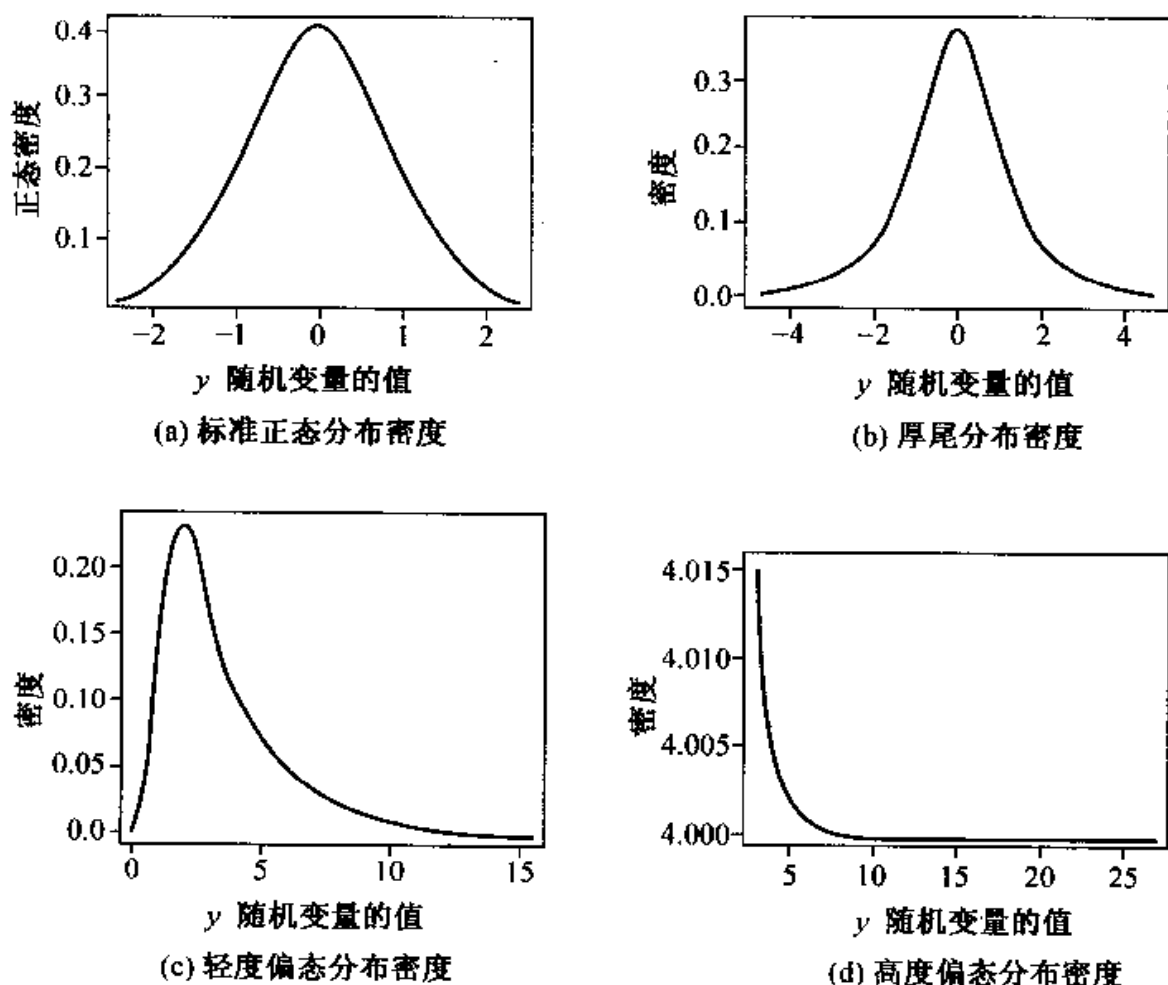 0.4
0.3
0.2
0.1
正态密度
-2 -1 0 1 2
y 随机变量的值
(a) 标准正态分布密度
0.3
0.2
0.1
0.0
密度
-4 -2 0 2 4
y 随机变量的值
(b) 厚尾分布密度
0.20
0.15
0.10
0.05
0.0
密度
0 5 10 15
y 随机变量的值
(c) 轻度偏态分布密度
4.015
4.010
4.005
4.000
密度
5 10 15 20 25
y 随机变量的值
(d) 高度偏态分布密度